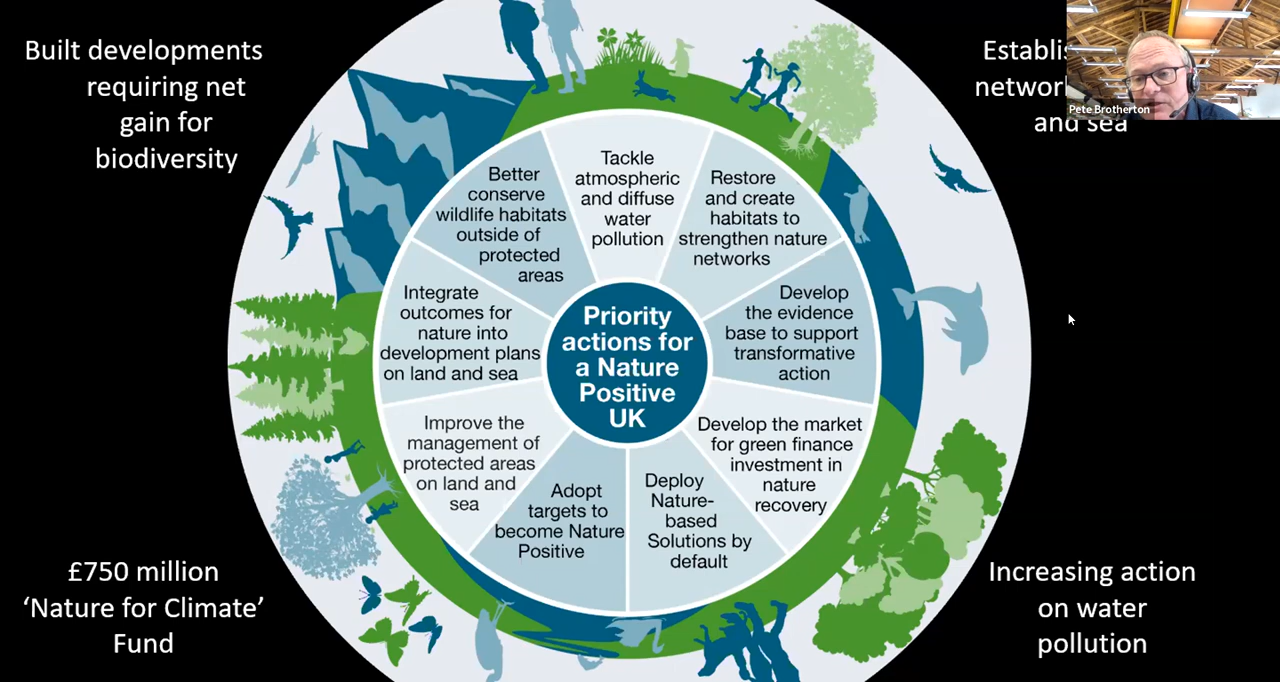 Built developments
requiring net
gain for
biodiversity
and sea
Pete Brotherton
Tackle
atmospheric
and diffuse
water
pollution
Restore
and create
habitats to
strengthen nature
networks
Develop
the evidence
base to support
transformative
action
Develop the market
for green finance
investment in
nature
recovery
Deploy
Nature-
based
Solutions by
default
Adopt
targets to
become Nature
Positive
Improve the
management of
protected areas
on land and
sea
Integrate
outcomes for
nature into
development plans
on land and sea
Better
conserve
wildlife habitats
outside of
protected
areas
Priority
actions for
a Nature
Positive
UK
£750 million
‘Nature for Climate’
Fund
Increasing action
on water
pollution